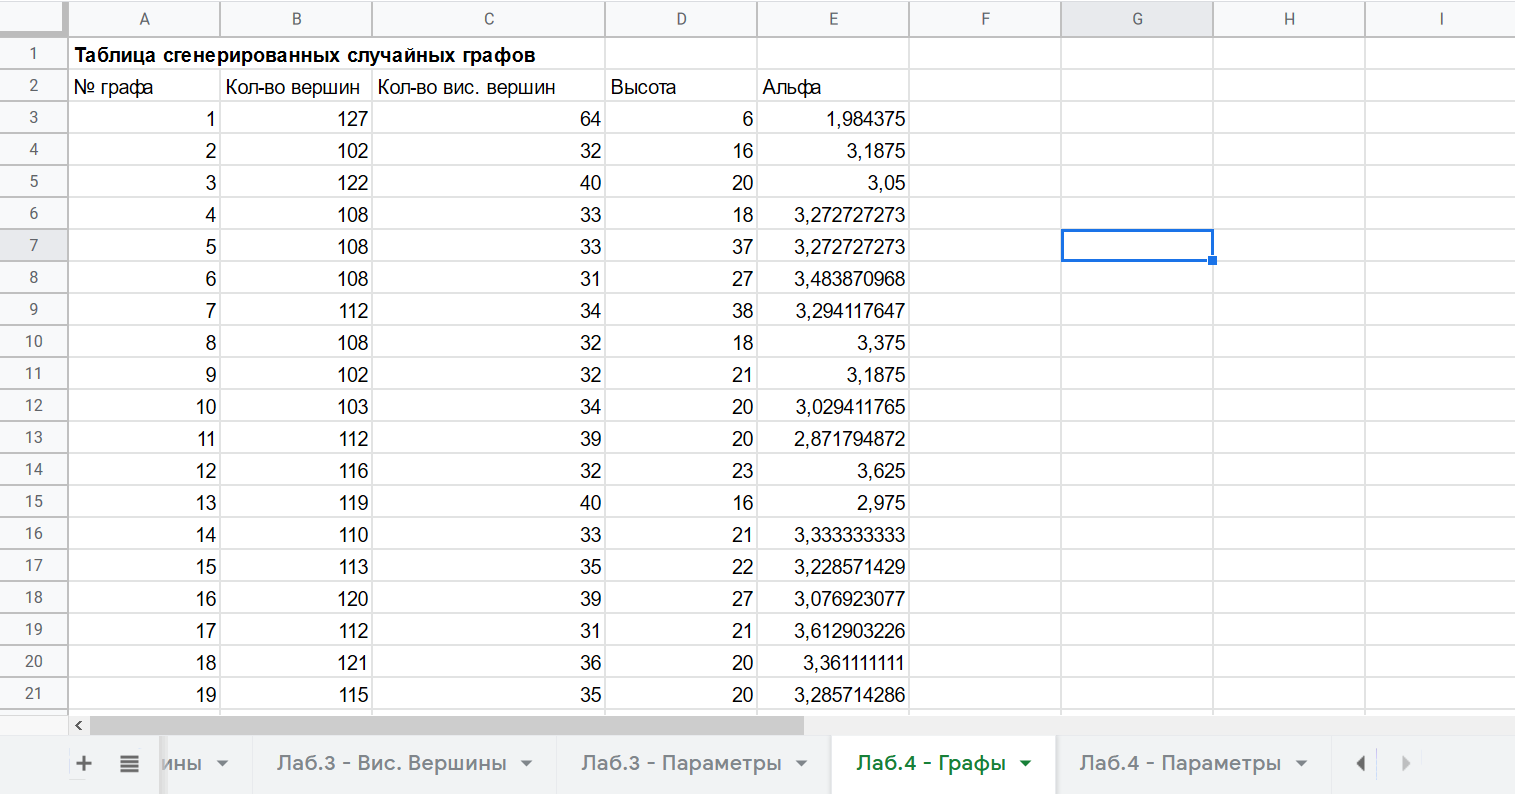 A B C D E F G H I
1 Таблица сгенерированных случайных графов
2 № графа Кол-во вершин Кол-во вис. вершин Высота Альфа
3 1 127 64 6 1,984375
4 2 102 32 16 3,1875
5 3 122 40 20 3,05
6 4 108 33 18 3,272727273
7 5 108 33 37 3,272727273
8 6 108 31 27 3,483870968
9 7 112 34 38 3,294117647
10 8 108 32 18 3,375
11 9 102 32 21 3,1875
12 10 103 34 20 3,029411765
13 11 112 39 20 2,871794872
14 12 116 32 23 3,625
15 13 119 40 16 2,975
16 14 110 33 21 3,333333333
17 15 113 35 22 3,228571429
18 16 120 39 27 3,076923077
19 17 112 31 21 3,612903226
20 18 121 36 20 3,361111111
21 19 115 35 20 3,285714286
ины Лаб.3 - Вис. Вершины Лаб.3 - Параметры Лаб.4 - Графы Лаб.4 - Параметры